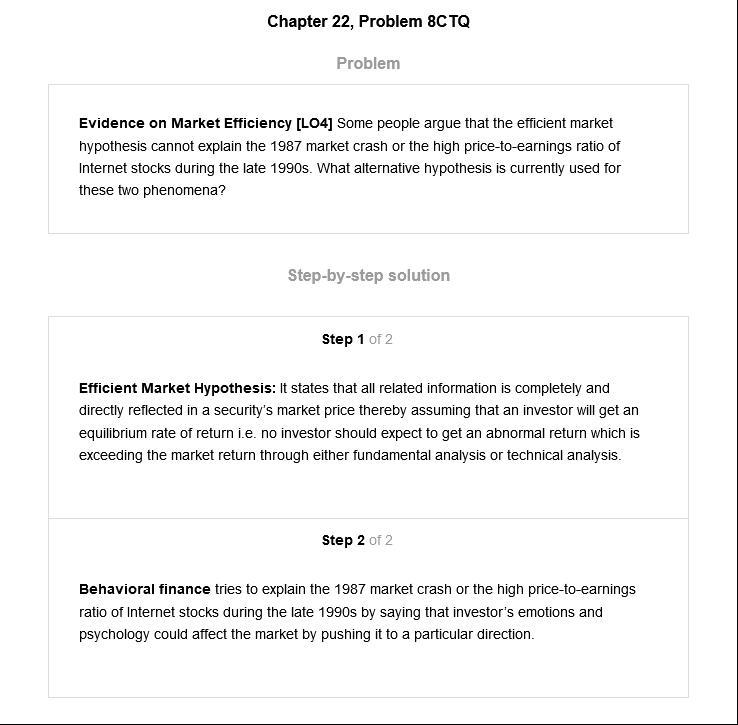 Chapter 22, Problem 8CTQ
Problem
Evidence on Market Efficiency [LO4] Some people argue that the efficient market
hypothesis cannot explain the 1987 market crash or the high price-to-earnings ratio of
Internet stocks during the late 1990s. What alternative hypothesis is currently used for
these two phenomena?
Step-by-step solution
Step 1 of 2
Efficient Market Hypothesis: It states that all related information is completely and
directly reflected in a security's market price thereby assuming that an investor will get an
equilibrium rate of return i.e. no investor should expect to get an abnormal return which is
exceeding the market return through either fundamental analysis or technical analysis.
Step 2 of 2
Behavioral finance tries to explain the 1987 market crash or the high price-to-earnings
ratio of Internet stocks during the late 1990s by saying that investor's emotions and
psychology could affect the market by pushing it to a particular direction.